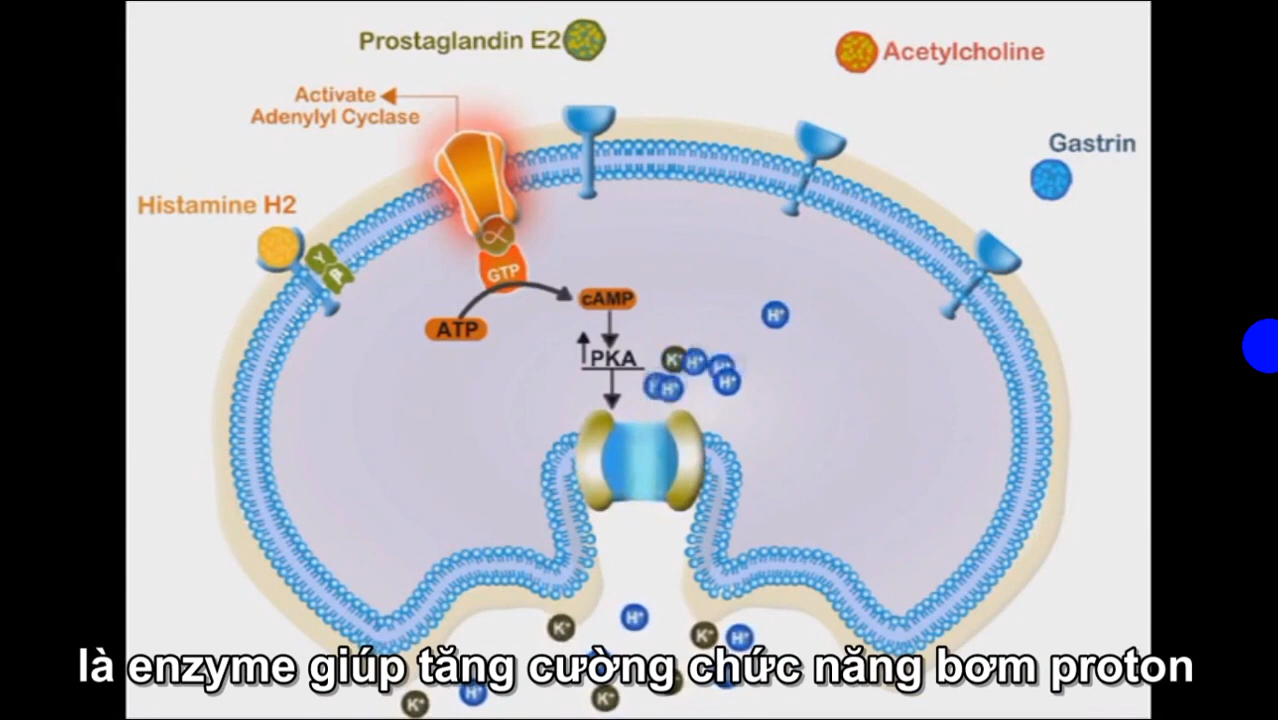 Prostaglandin E2
Acetylcholine
Activate
Adenylyl Cyclase
Gastrin
Histamine H2
Y
β
α
GTP
cAMP
ATP
H⁺
PKA
K⁺ H⁺ H⁺
H⁺ H⁺
K⁺ H⁺ K⁺ H⁺
là enzyme giúp tăng cường chức năng bơm proton
K⁺ H⁺ K⁺